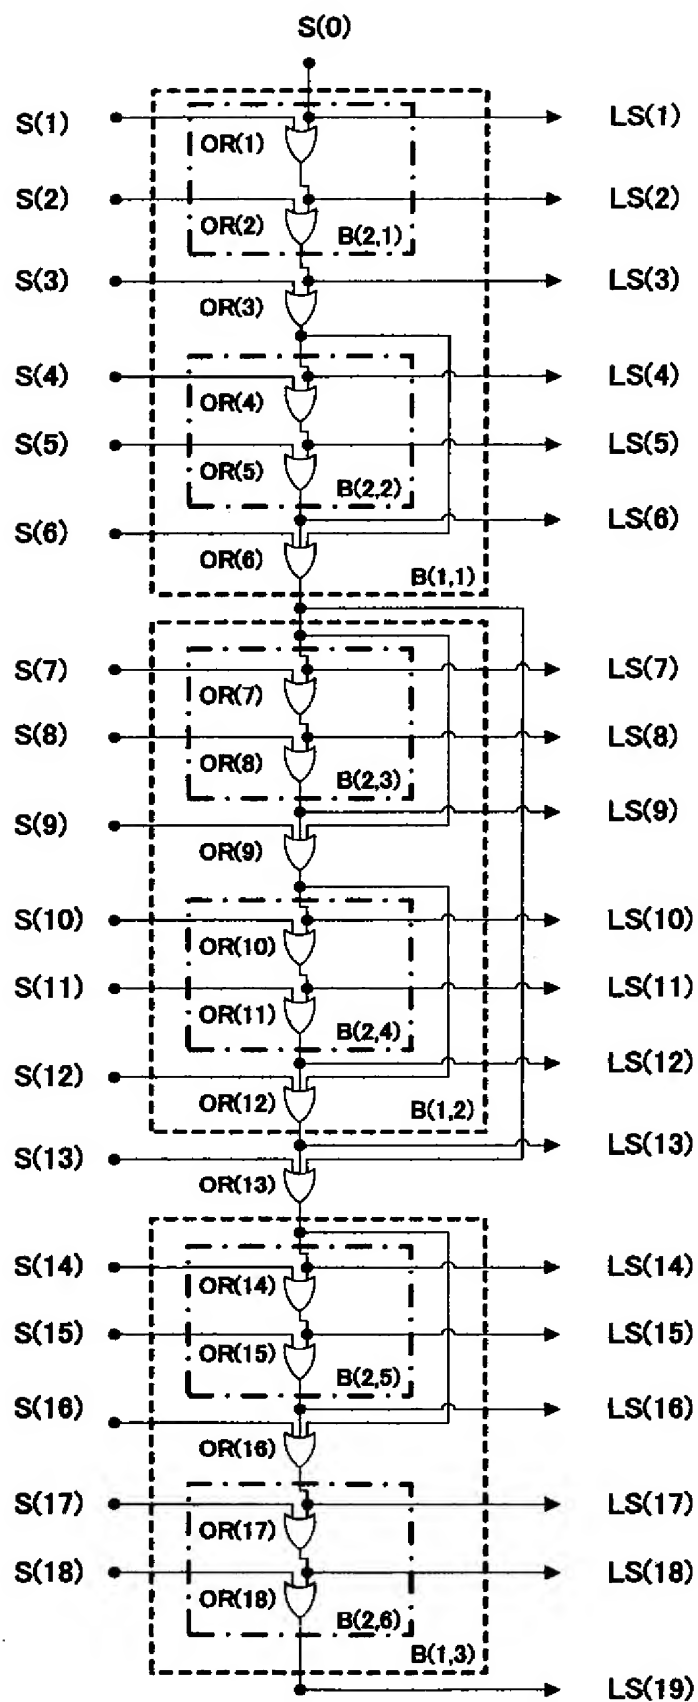 S(0)
S(1) LS(1)
OR(1)
S(2) LS(2)
OR(2) B(2,1)
S(3) LS(3)
OR(3)
S(4) LS(4)
OR(4)
S(5) LS(5)
OR(5) B(2,2)
S(6) LS(6)
OR(6) B(1,1)
S(7) LS(7)
OR(7)
S(8) LS(8)
OR(8) B(2,3)
S(9) LS(9)
OR(9)
S(10) LS(10)
OR(10)
S(11) LS(11)
OR(11) B(2,4)
S(12) LS(12)
OR(12) B(1,2)
S(13) LS(13)
OR(13)
S(14) LS(14)
OR(14)
S(15) LS(15)
OR(15) B(2,5)
S(16) LS(16)
OR(16)
S(17) LS(17)
OR(17)
S(18) LS(18)
OR(18) B(2,6)
B(1,3)
LS(19)